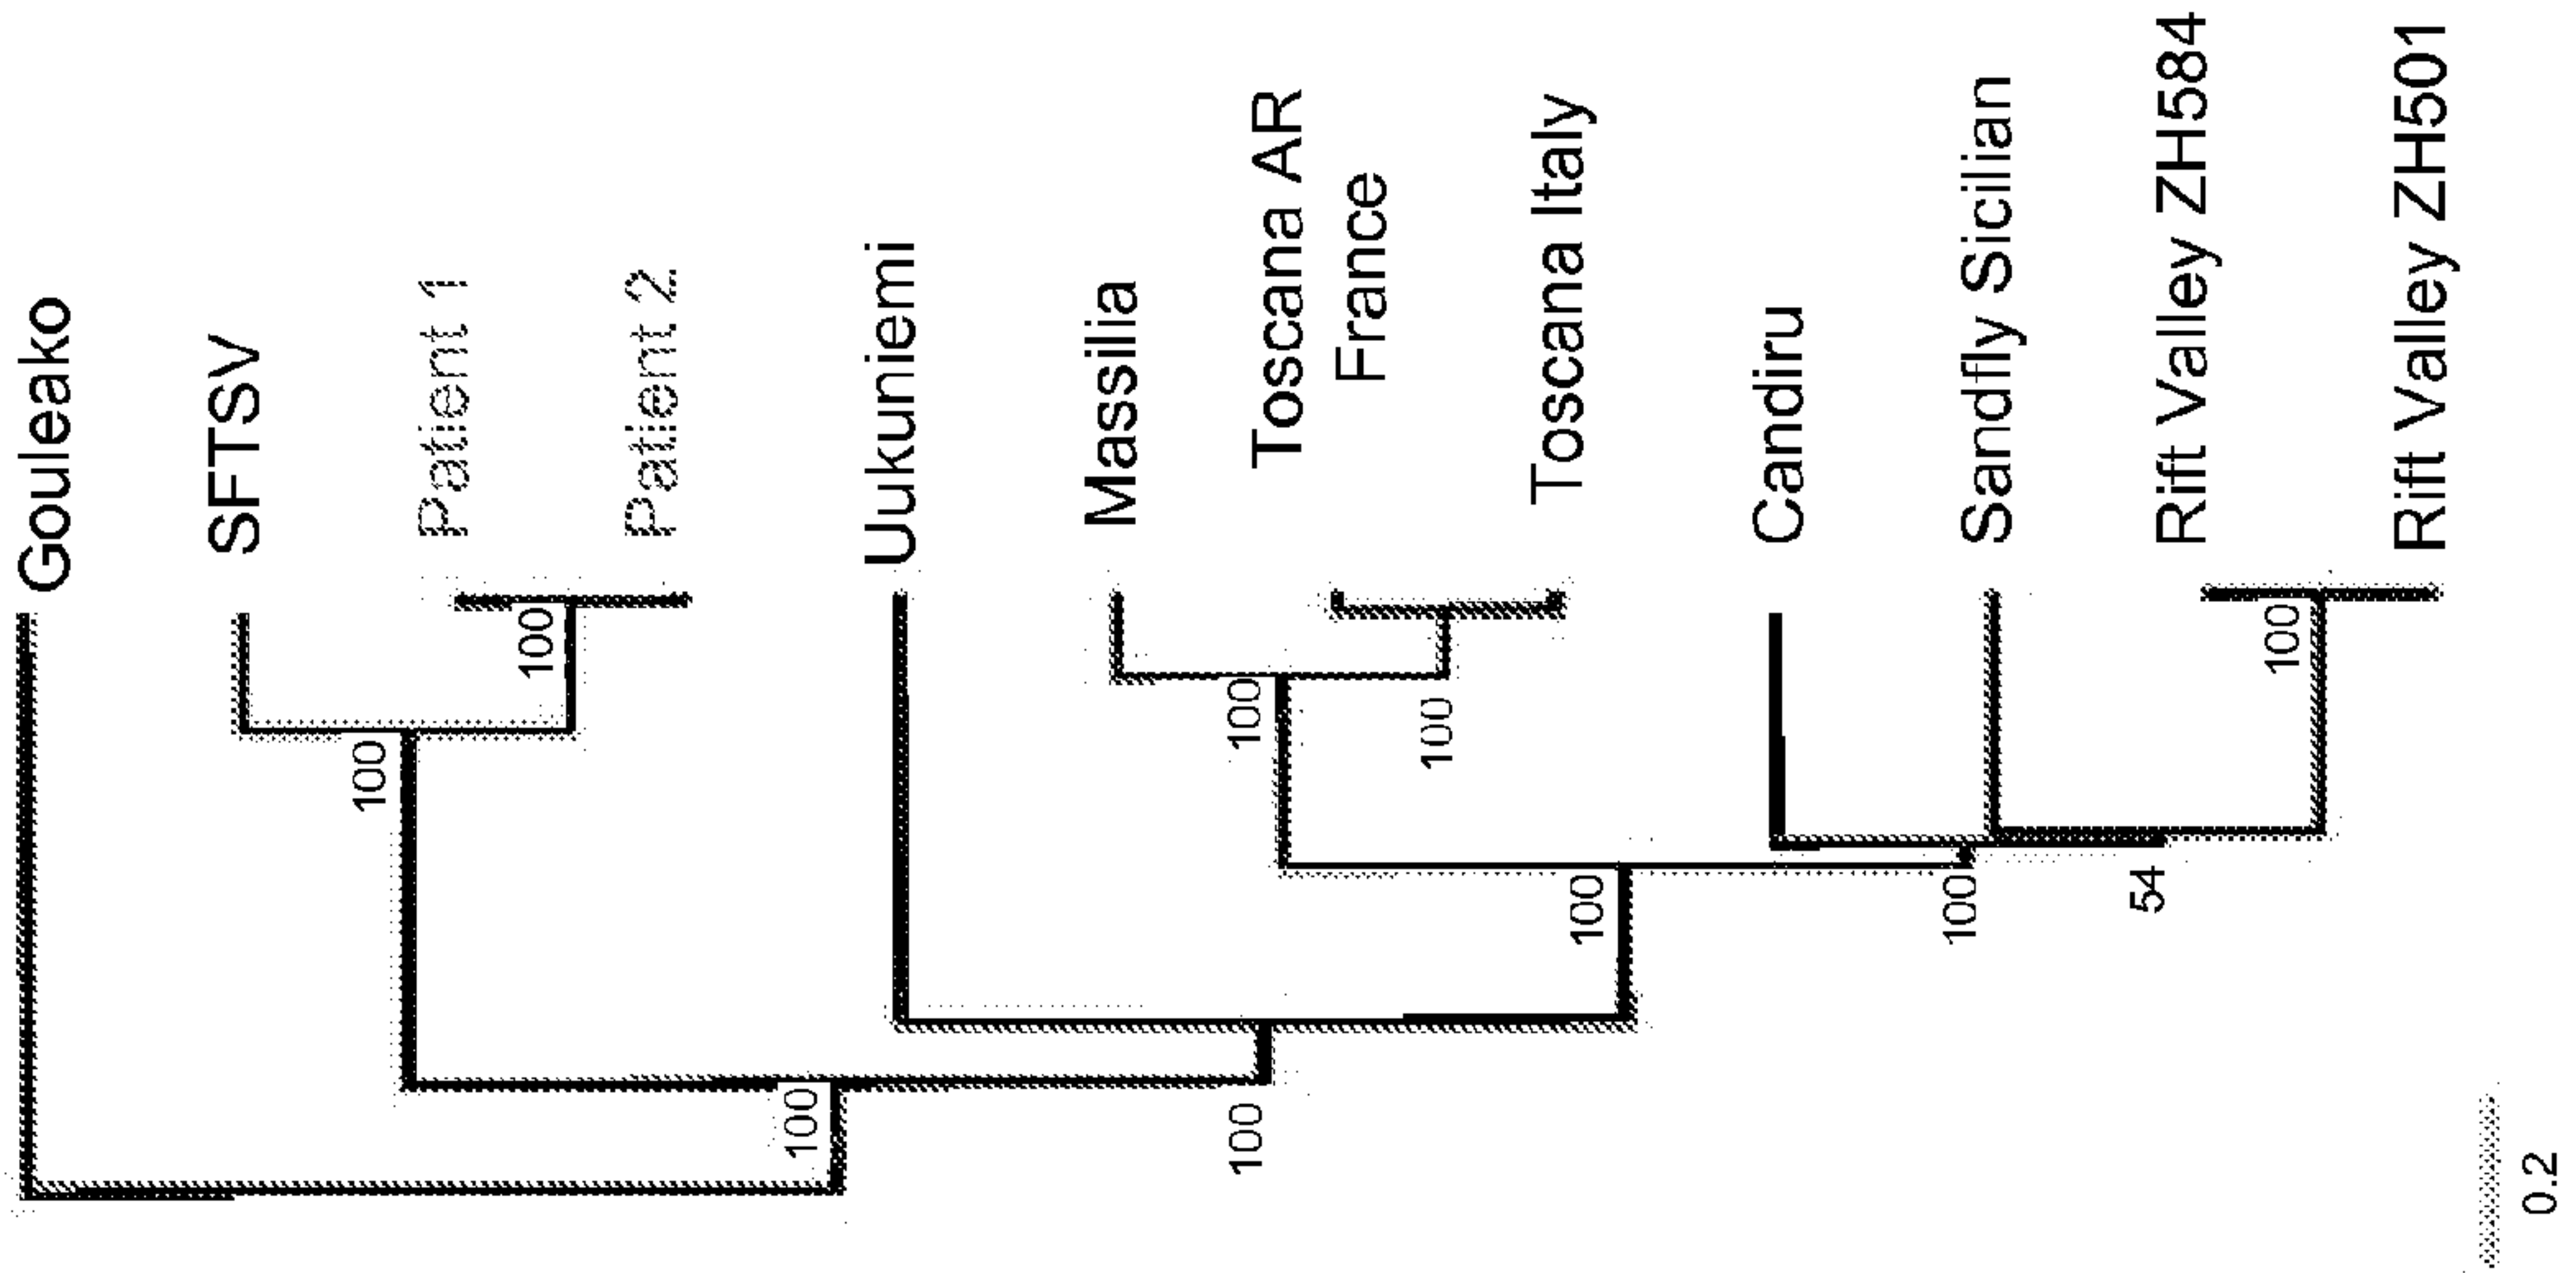 Gouleako
SFTSV
Patient 1
Patient 2
Uukuniemi
Massilia
Toscana AR
France
Toscana Italy
Candiru
Sandfly Sicilian
Rift Valley ZH584
Rift Valley ZH501
100
100
100
100
100
100
100
100
54
100
0.2